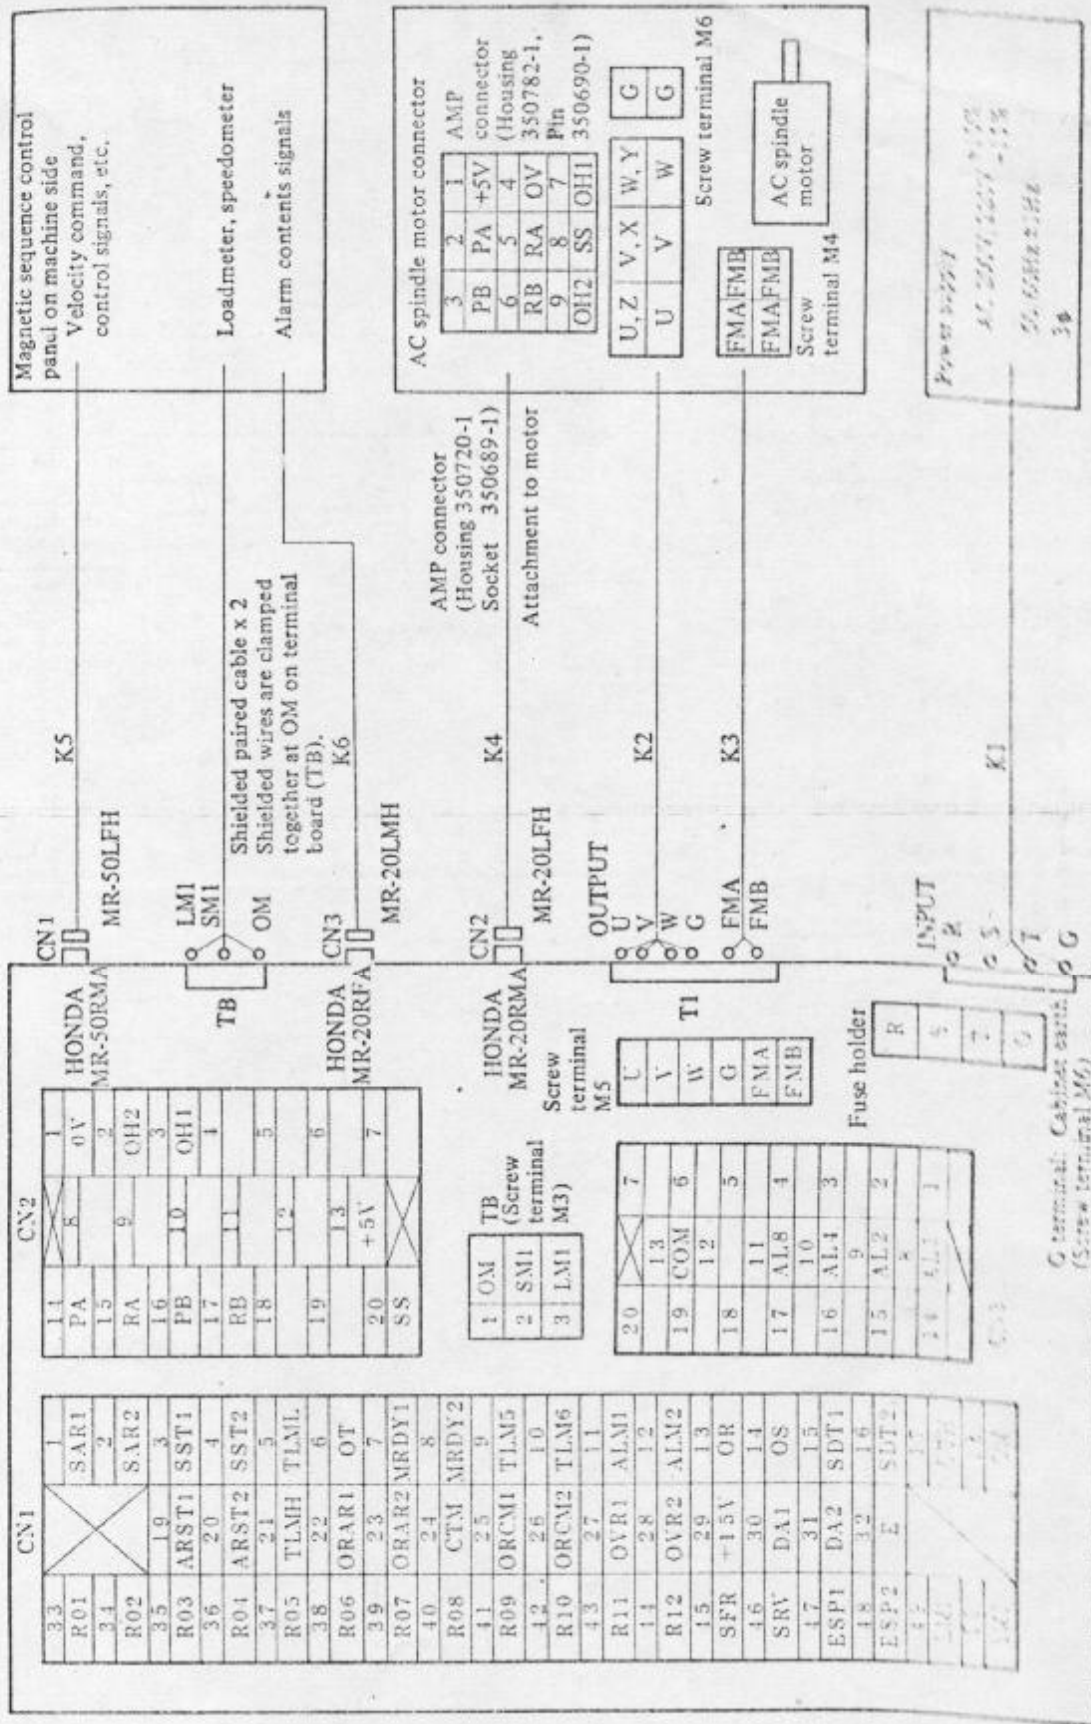 CN1
33
1
R01
SAR1
34
2
R02
SAR2
35
19
3
R03
ARST1
SST1
36
20
4
R04
ARST2
SST2
37
21
5
R05
TLMH
TLML
38
22
6
R06
ORAR1
OT
39
23
7
R07
ORAR2
MRDY1
40
24
8
R08
CTM
MRDY2
41
25
9
R09
ORCM1
TLM5
42
26
10
R10
ORCM2
TLM6
43
27
11
R11
OVR1
ALM1
14
28
12
R12
OVR2
ALM2
15
29
13
SFR
+15V
OR
46
30
14
SRV
DA1
OS
47
31
15
ESP1
DA2
SDT1
48
32
16
ESP2
E
SDT2
17
CN2
14
1
PA
8
0V
15
2
RA
9
OH2
16
3
PB
10
OH1
17
4
RB
11
18
5
12
19
6
13
20
+5V
7
SS
1
OM
2
SM1
3
LM1
TB
(Screw
terminal
M3)
20
7
13
19
COM
6
12
18
5
11
17
AL8
4
10
16
AL4
3
9
15
AL2
2
1
HONDA
MR-50RMA
CN1
MR-50LFH
K5
TB
LM1
SM1
OM
Shielded paired cable x 2
Shielded wires are clamped
together at OM on terminal
board (TB).
HONDA
MR-20RFA
CN3
MR-20LMH
K6
HONDA
MR-20RMA
CN2
MR-20LFH
K4
AMP connector
(Housing 350720-1
Socket 350689-1)
Attachment to motor
Screw
terminal
M5
U
V
W
G
FMA
FMB
T1
OUTPUT
U
V
W
G
FMA
FMB
K2
K3
Fuse holder
R
INPUT
R
S
T
G
K1
G terminal: Cabinet earth
(Screw terminal M6)
Magnetic sequence control
panul on machine side
Velocity command,
control signals, etc.
Loadmeter, speedometer
Alarm contents signals
AC spindle motor connector
3
2
1
PB
PA
+5V
6
5
4
RB
RA
OV
9
8
7
OH2
SS
OH1
AMP
connector
(Housing
350782-1,
Pin
350690-1)
U,Z
V,X
W,Y
G
U
V
W
G
Screw terminal M6
FMA
FMB
FMA
FMB
Screw
terminal M4
AC spindle
motor
3ϕ